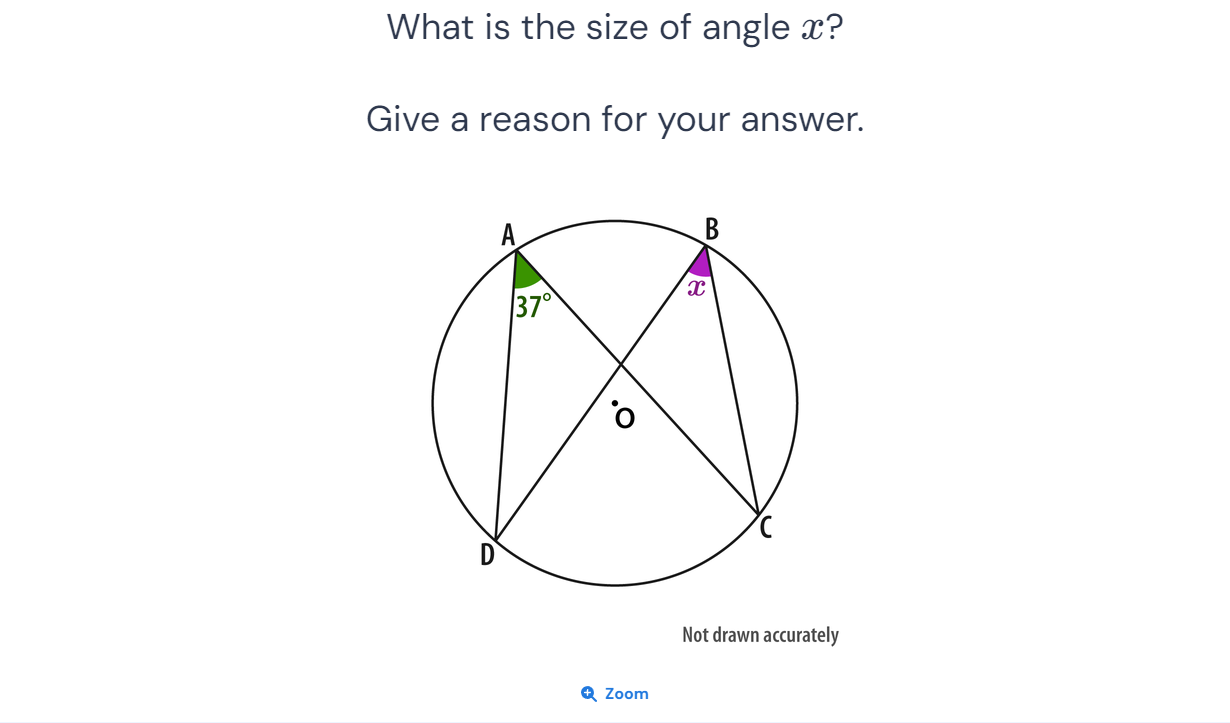 What is the size of angle x?
Give a reason for your answer.
A
B
37°
x
O
D
C
Not drawn accurately
Zoom